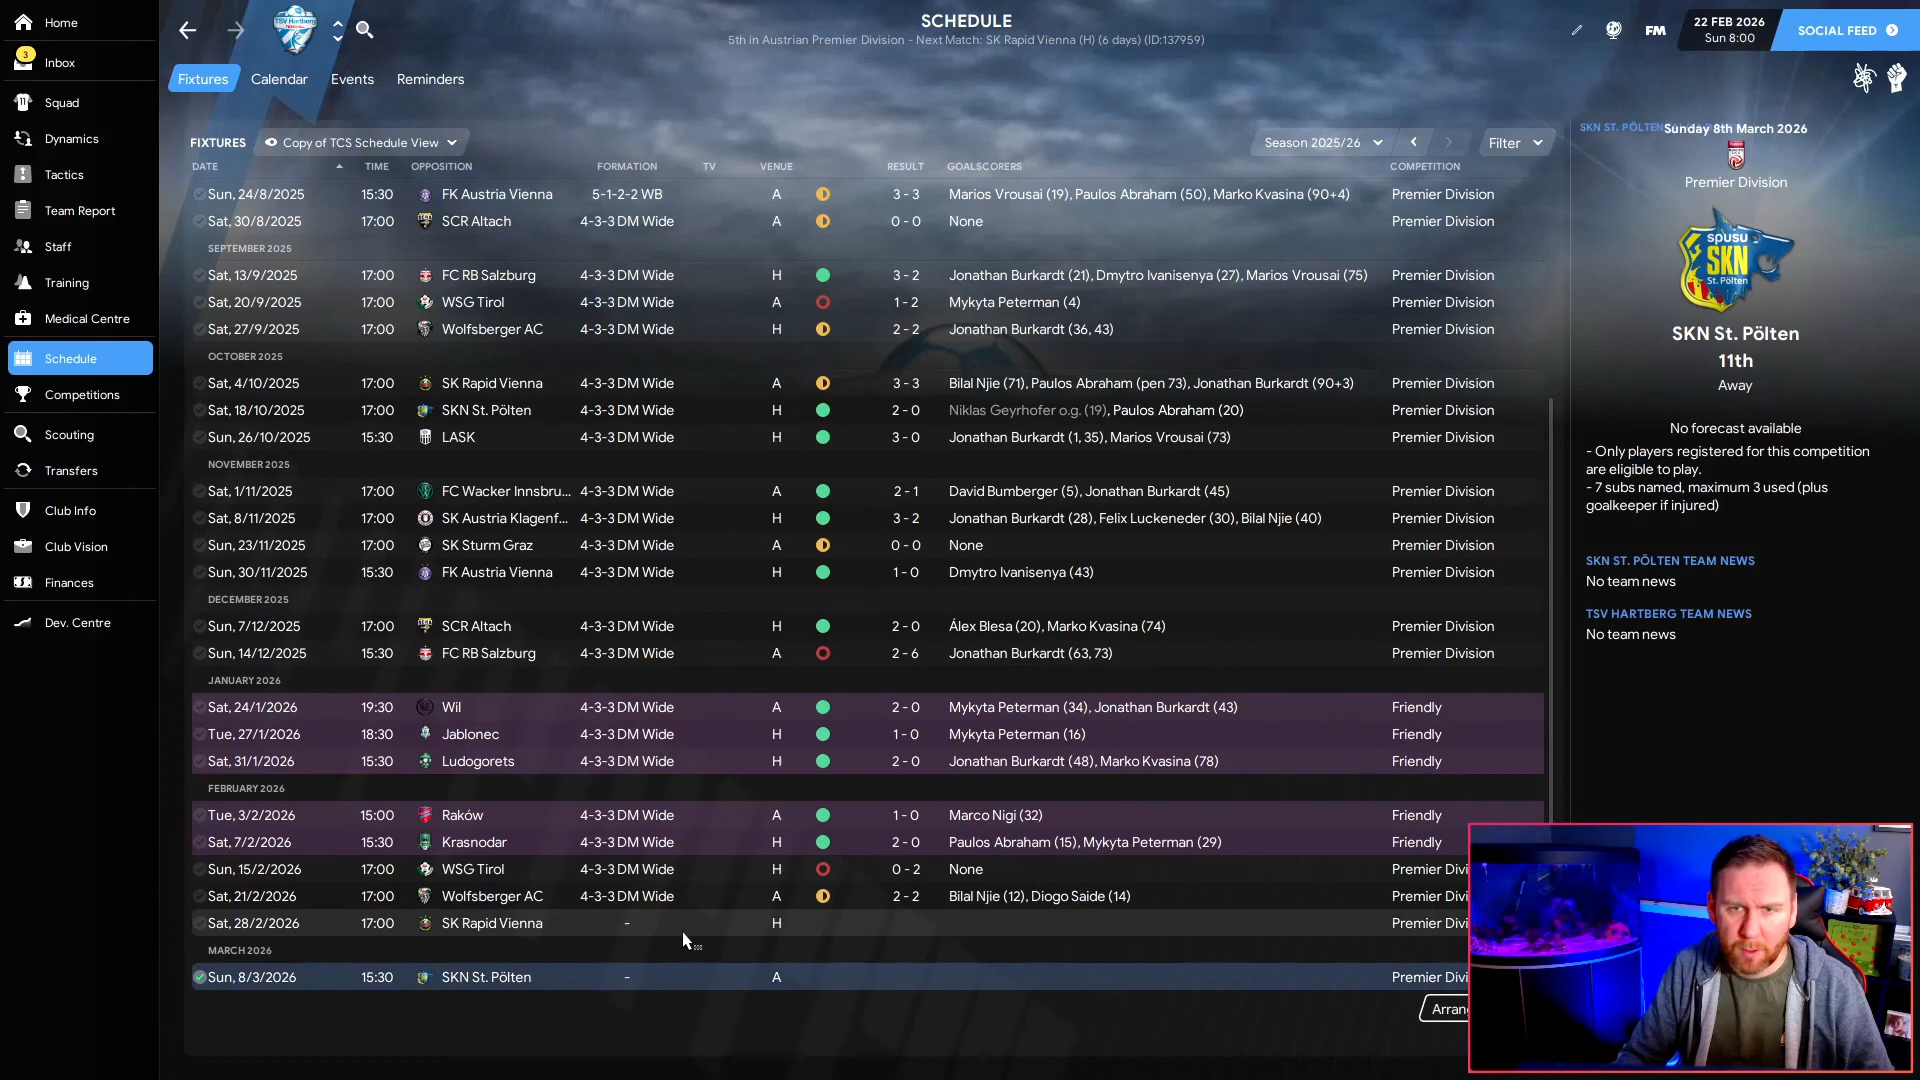 Home
3
Inbox
Squad
Dynamics
Tactics
Team Report
Staff
Training
Medical Centre
Schedule
Competitions
Scouting
Transfers
Club Info
Club Vision
Finances
Dev. Centre
SCHEDULE
5th in Austrian Premier Division - Next Match: SK Rapid Vienna (H) (6 days) (ID:137959)
FM
22 FEB 2026
Sun 8:00
SOCIAL FEED
Fixtures Calendar Events Reminders
FIXTURES Copy of TCS Schedule View Season 2025/26 Filter
DATE TIME OPPOSITION FORMATION TV VENUE RESULT GOALSCORERS COMPETITION
Sun, 24/8/2025 15:30 FK Austria Vienna 5-1-2-2 WB A 3 - 3 Marios Vrousai (19), Paulos Abraham (50), Marko Kvasina (90+4) Premier Division
Sat, 30/8/2025 17:00 SCR Altach 4-3-3 DM Wide A 0 - 0 None Premier Division
SEPTEMBER 2025
Sat, 13/9/2025 17:00 FC RB Salzburg 4-3-3 DM Wide H 3 - 2 Jonathan Burkardt (21), Dmytro Ivanisenya (27), Marios Vrousai (75) Premier Division
Sat, 20/9/2025 17:00 WSG Tirol 4-3-3 DM Wide A 1 - 2 Mykyta Peterman (4) Premier Division
Sat, 27/9/2025 17:00 Wolfsberger AC 4-3-3 DM Wide H 2 - 2 Jonathan Burkardt (36, 43) Premier Division
OCTOBER 2025
Sat, 4/10/2025 17:00 SK Rapid Vienna 4-3-3 DM Wide A 3 - 3 Bilal Njie (71), Paulos Abraham (pen 73), Jonathan Burkardt (90+3) Premier Division
Sat, 18/10/2025 17:00 SKN St. Pölten 4-3-3 DM Wide H 2 - 0 Niklas Geyrhofer o.g. (19), Paulos Abraham (20) Premier Division
Sun, 26/10/2025 15:30 LASK 4-3-3 DM Wide H 3 - 0 Jonathan Burkardt (1, 35), Marios Vrousai (73) Premier Division
NOVEMBER 2025
Sat, 1/11/2025 17:00 FC Wacker Innsbru... 4-3-3 DM Wide A 2 - 1 David Bumberger (5), Jonathan Burkardt (45) Premier Division
Sat, 8/11/2025 17:00 SK Austria Klagenf... 4-3-3 DM Wide H 3 - 2 Jonathan Burkardt (28), Felix Luckeneder (30), Bilal Njie (40) Premier Division
Sun, 23/11/2025 17:00 SK Sturm Graz 4-3-3 DM Wide A 0 - 0 None Premier Division
Sun, 30/11/2025 15:30 FK Austria Vienna 4-3-3 DM Wide H 1 - 0 Dmytro Ivanisenya (43) Premier Division
DECEMBER 2025
Sun, 7/12/2025 17:00 SCR Altach 4-3-3 DM Wide H 2 - 0 Álex Blesa (20), Marko Kvasina (74) Premier Division
Sun, 14/12/2025 15:30 FC RB Salzburg 4-3-3 DM Wide A 2 - 6 Jonathan Burkardt (63, 73) Premier Division
JANUARY 2026
Sat, 24/1/2026 19:30 Wil 4-3-3 DM Wide A 2 - 0 Mykyta Peterman (34), Jonathan Burkardt (43) Friendly
Tue, 27/1/2026 18:30 Jablonec 4-3-3 DM Wide H 1 - 0 Mykyta Peterman (16) Friendly
Sat, 31/1/2026 15:30 Ludogorets 4-3-3 DM Wide H 2 - 0 Jonathan Burkardt (48), Marko Kvasina (78) Friendly
FEBRUARY 2026
Tue, 3/2/2026 15:00 Raków 4-3-3 DM Wide A 1 - 0 Marco Nigi (32) Friendly
Sat, 7/2/2026 15:30 Krasnodar 4-3-3 DM Wide H 2 - 0 Paulos Abraham (15), Mykyta Peterman (29) Friendly
Sun, 15/2/2026 17:00 WSG Tirol 4-3-3 DM Wide H 0 - 2 None Premier Divi
Sat, 21/2/2026 17:00 Wolfsberger AC 4-3-3 DM Wide A 2 - 2 Bilal Njie (12), Diogo Saide (14) Premier Divi
Sat, 28/2/2026 17:00 SK Rapid Vienna - H Premier Divi
MARCH 2026
Sun, 8/3/2026 15:30 SKN St. Pölten - A Premier Divi
Arran
SKN ST. PÖLTEN Sunday 8th March 2026
Premier Division
spusu
SKN
St. Pölten
SKN St. Pölten
11th
Away
No forecast available
- Only players registered for this competition
are eligible to play.
- 7 subs named, maximum 3 used (plus
goalkeeper if injured)
SKN ST. PÖLTEN TEAM NEWS
No team news
TSV HARTBERG TEAM NEWS
No team news